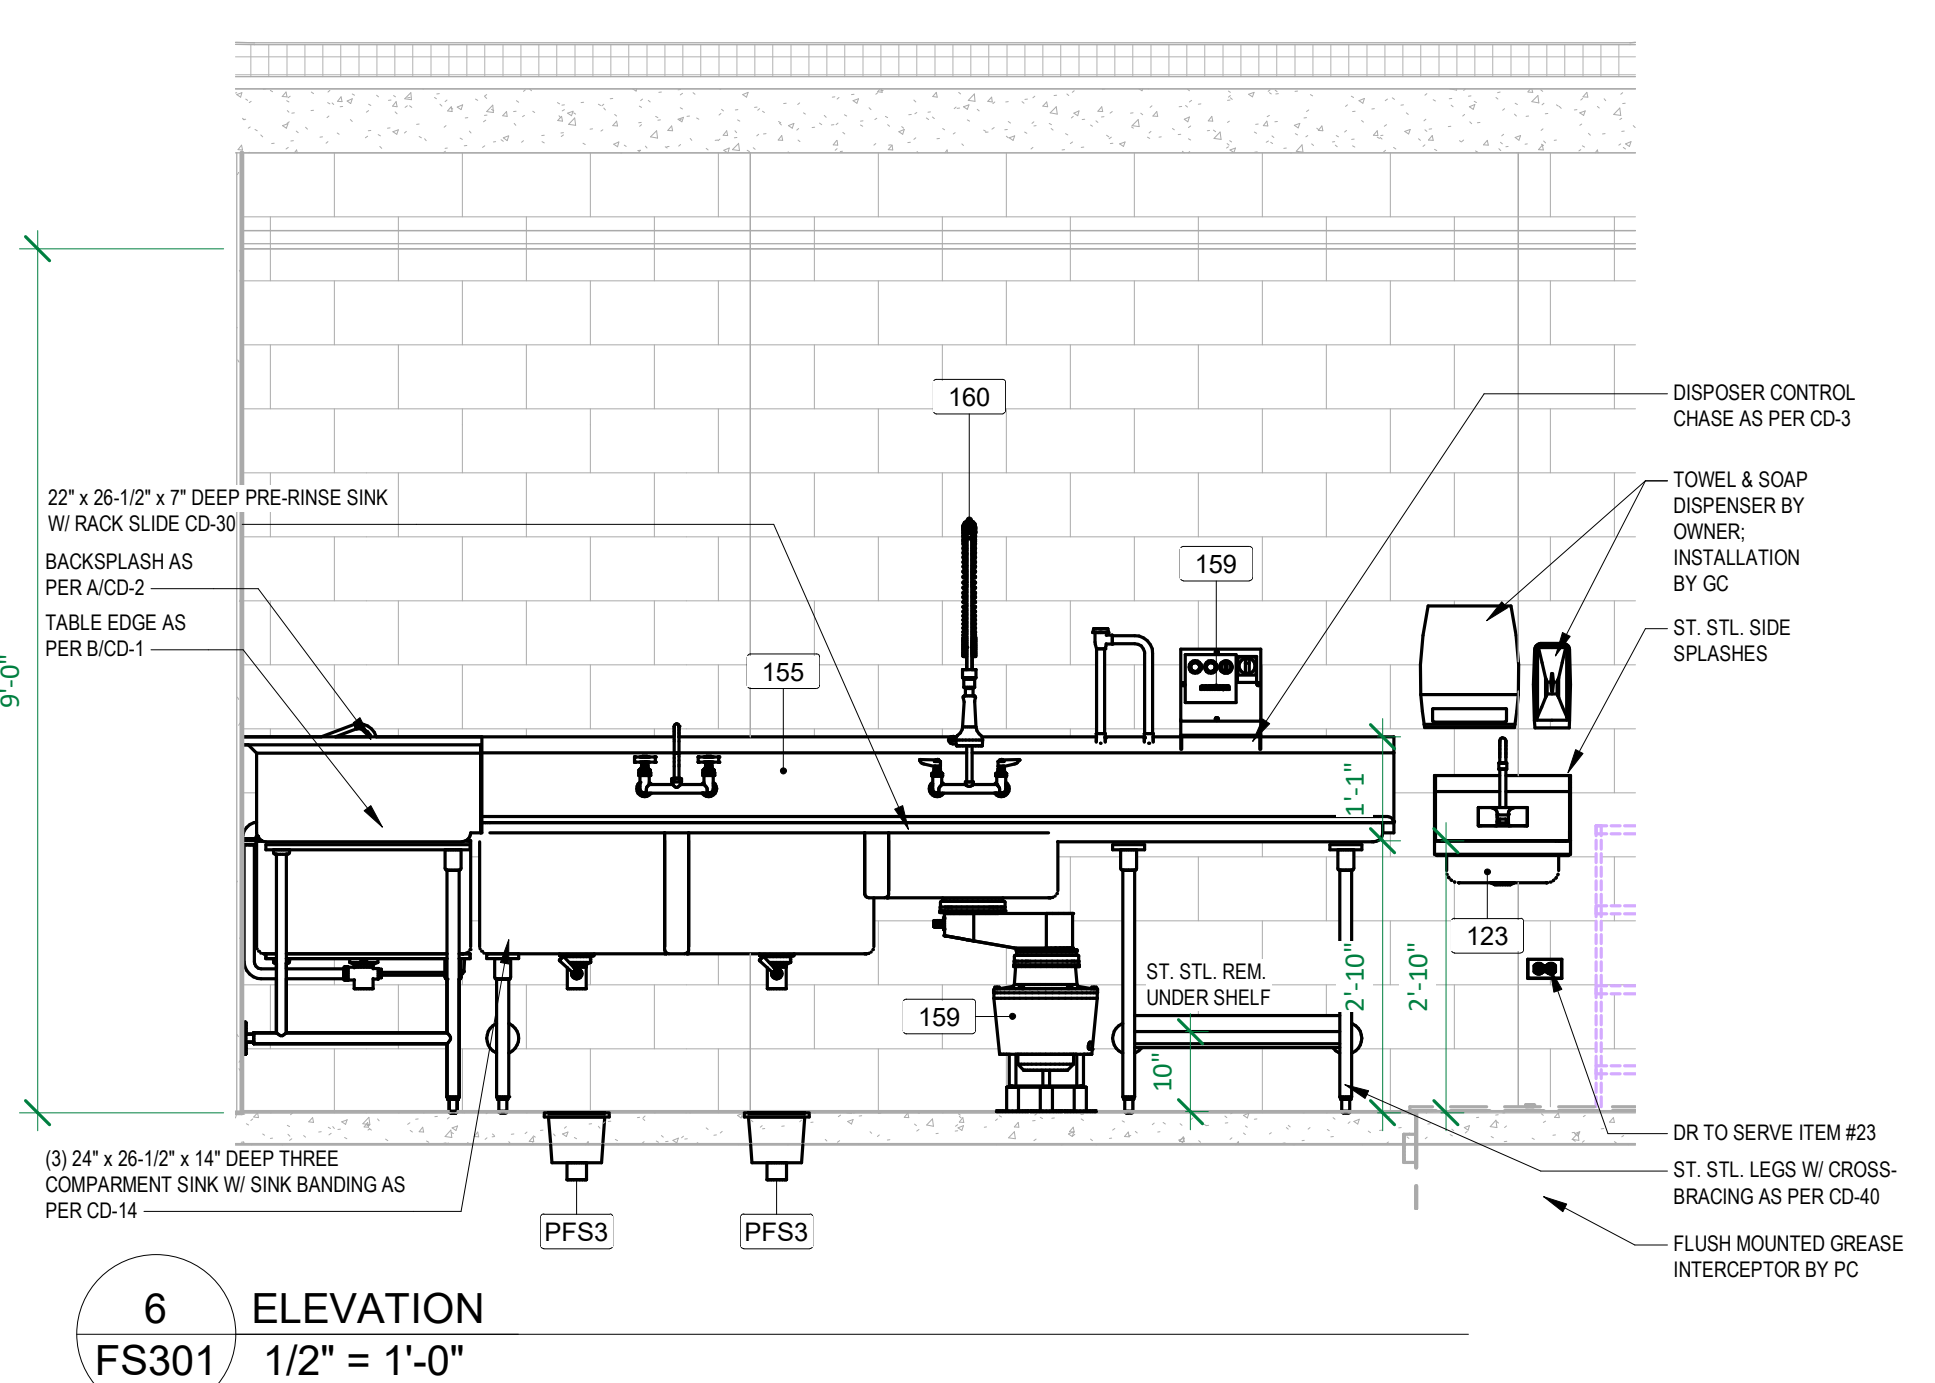 160
DISPOSER CONTROL
CHASE AS PER CD-3
22" x 26-1/2" x 7" DEEP PRE-RINSE SINK
W/ RACK SLIDE CD-30
BACKSPLASH AS
PER A/CD-2
TABLE EDGE AS
PER B/CD-1
9'-0"
155
159
TOWEL & SOAP
DISPENSER BY
OWNER;
INSTALLATION
BY GC
ST. STL. SIDE
SPLASHES
1'-1"
123
159
ST. STL. REM.
UNDER SHELF
2'-10"
2'-10"
10"
(3) 24" x 26-1/2" x 14" DEEP THREE
COMPARMENT SINK W/ SINK BANDING AS
PER CD-14
PFS3
PFS3
DR TO SERVE ITEM #23
ST. STL. LEGS W/ CROSS-
BRACING AS PER CD-40
FLUSH MOUNTED GREASE
INTERCEPTOR BY PC
6
ELEVATION
FS301
1/2" = 1'-0"